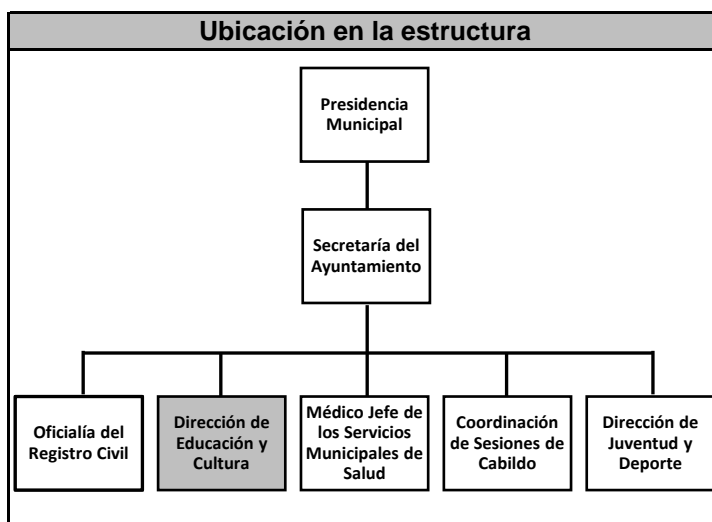 Ubicación en la estructura
Presidencia
Municipal
Secretaría del
Ayuntamiento
Oficialía del
Registro Civil
Dirección de
Educación y
Cultura
Médico Jefe de
los Servicios
Municipales de
Salud
Coordinación
de Sesiones de
Cabildo
Dirección de
Juventud y
Deporte